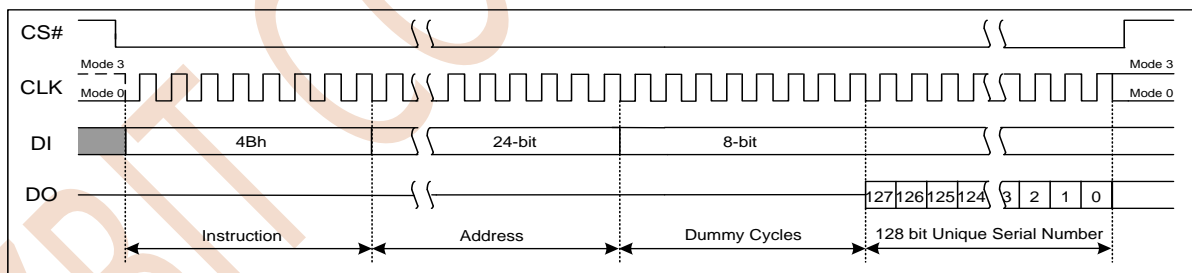 CS#
Mode 3
CLK
Mode 0
Mode 3
Mode 0
DI
4Bh
24-bit
8-bit
DO
127 126 125 124 3 2 1 0
Instruction
Address
Dummy Cycles
128 bit Unique Serial Number